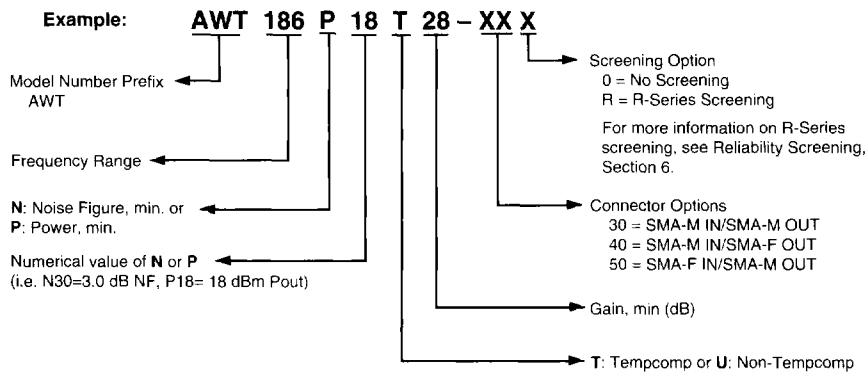 Example: AWT 186 P 18 T 28 – XX X
Model Number Prefix
AWT
Frequency Range
N: Noise Figure, min. or
P: Power, min.
Numerical value of N or P
(i.e. N30=3.0 dB NF, P18= 18 dBm Pout)
Screening Option
0 = No Screening
R = R-Series Screening
For more information on R-Series
screening, see Reliability Screening,
Section 6.
Connector Options
30 = SMA-M IN/SMA-M OUT
40 = SMA-M IN/SMA-F OUT
50 = SMA-F IN/SMA-M OUT
Gain, min (dB)
T: Tempcomp or U: Non-Tempcomp